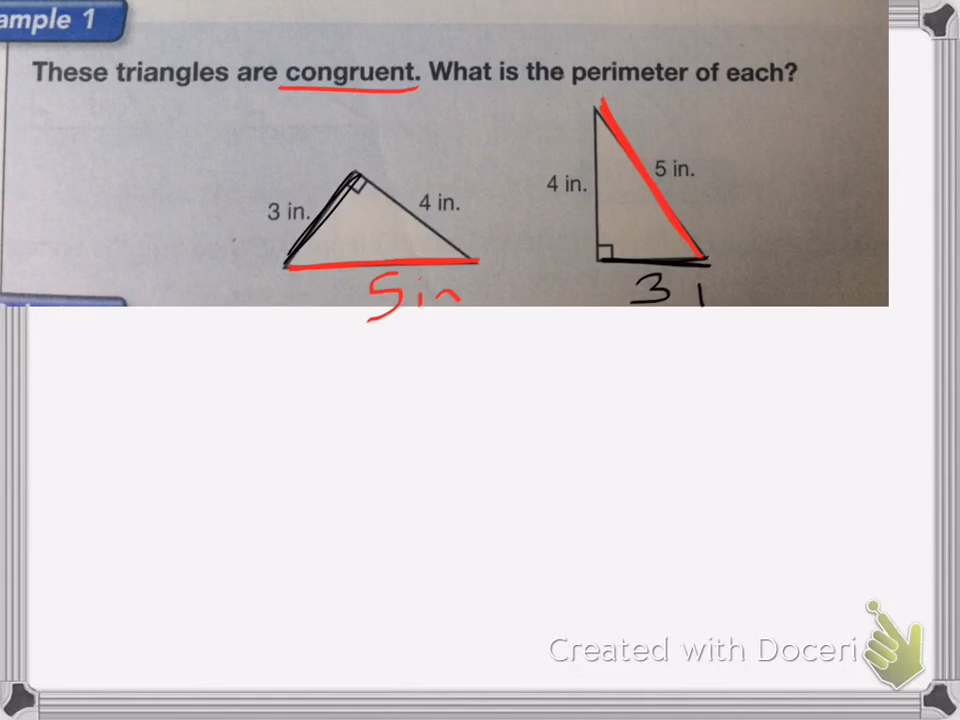 ample 1
These triangles are congruent. What is the perimeter of each?
3 in.
4 in.
5 in
4 in.
5 in.
3 i
Created with Doceri